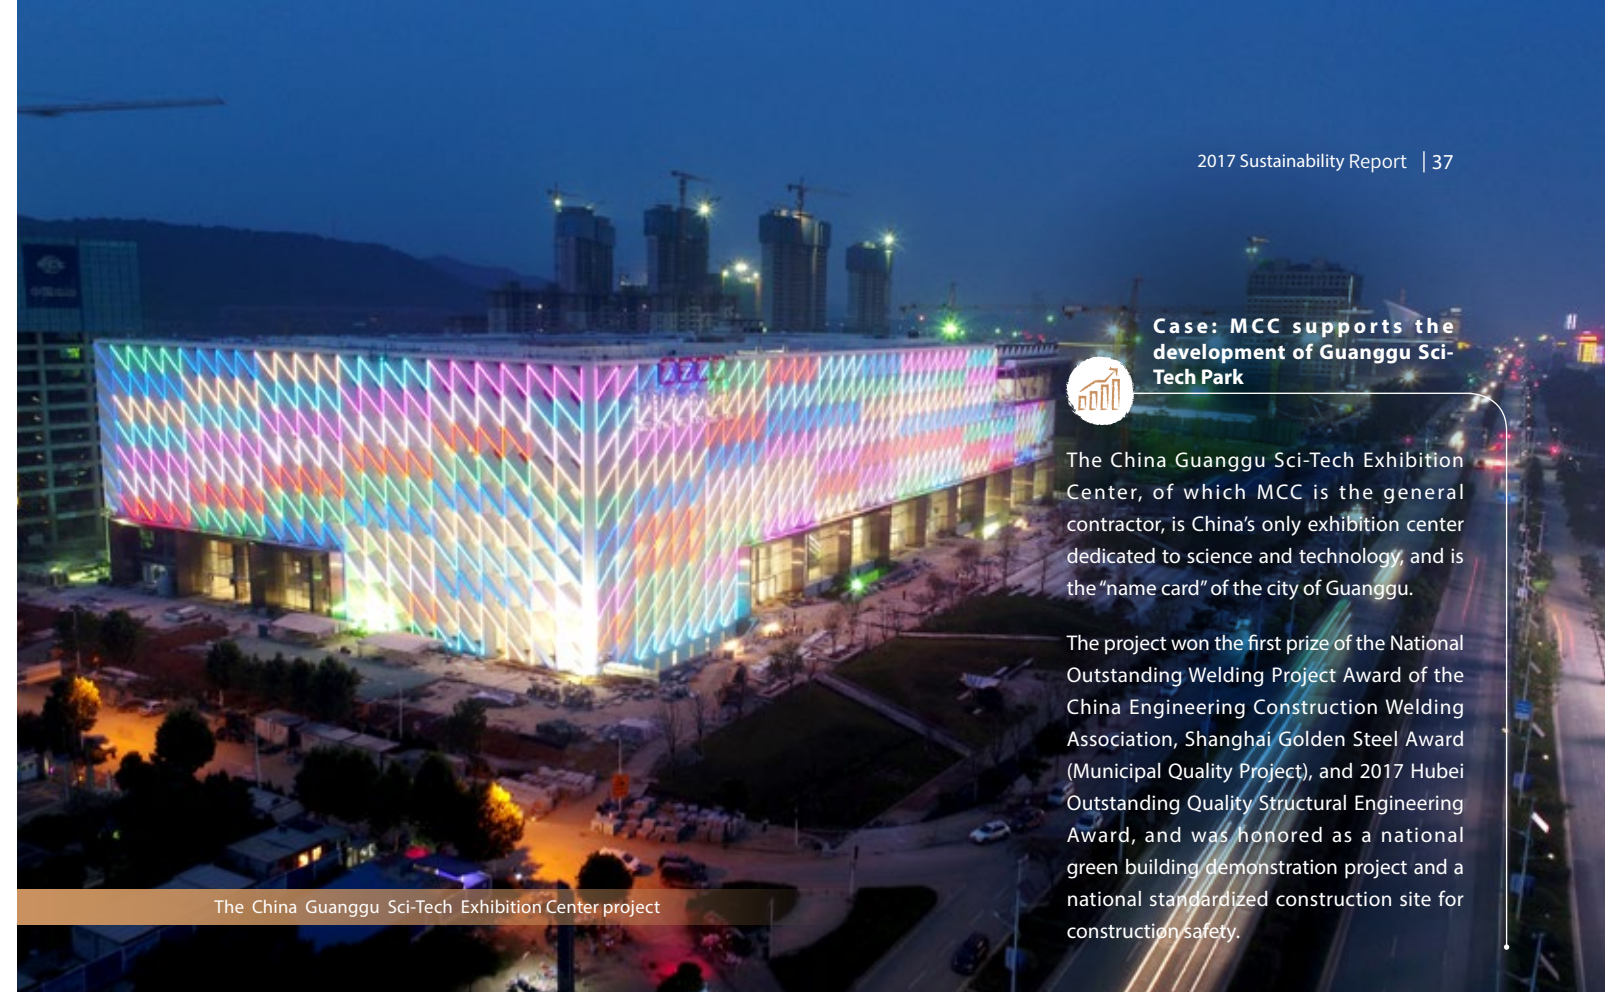 2017 Sustainability Report | 37
Case: MCC supports the
development of Guanggu Sci-
Tech Park
The China Guanggu Sci-Tech Exhibition
Center, of which MCC is the general
contractor, is China’s only exhibition center
dedicated to science and technology, and is
the “name card” of the city of Guanggu.
The project won the first prize of the National
Outstanding Welding Project Award of the
China Engineering Construction Welding
Association, Shanghai Golden Steel Award
(Municipal Quality Project), and 2017 Hubei
Outstanding Quality Structural Engineering
Award, and was honored as a national
green building demonstration project and a
national standardized construction site for
construction safety.
The China Guanggu Sci-Tech Exhibition Center project